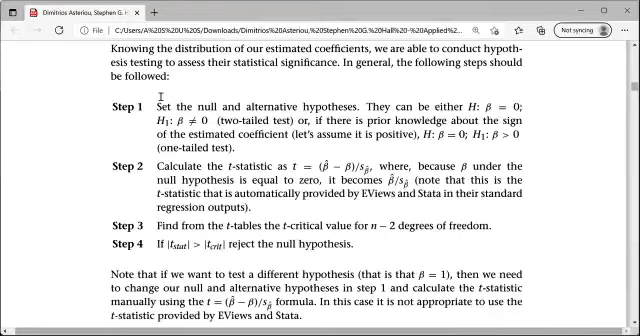 Dimitrios Asteriou, Stephen G. H
File
C:/Users/A%20S%20U%20S/Downloads/Dimitrios%20Asteriou,%20Stephen%20G.%20Hall%20-%20Applied%2...
Not syncing
Knowing the distribution of our estimated coefficients, we are able to conduct hypoth-
esis testing to assess their statistical significance. In general, the following steps should
be followed:
Step 1 Set the null and alternative hypotheses. They can be either H: β = 0;
H₁: β ≠ 0 (two-tailed test) or, if there is prior knowledge about the sign
of the estimated coefficient (let's assume it is positive), H: β = 0; H₁: β > 0
(one-tailed test).
Step 2 Calculate the t-statistic as t = (β̂ − β)/s_β̂, where, because β under the
null hypothesis is equal to zero, it becomes β̂/s_β̂ (note that this is the
t-statistic that is automatically provided by EViews and Stata in their standard
regression outputs).
Step 3 Find from the t-tables the t-critical value for n − 2 degrees of freedom.
Step 4 If |t_stat| > |t_crit| reject the null hypothesis.
Note that if we want to test a different hypothesis (that is that β = 1), then we need
to change our null and alternative hypotheses in step 1 and calculate the t-statistic
manually using the t = (β̂ − β)/s_β̂ formula. In this case it is not appropriate to use the
t-statistic provided by EViews and Stata.